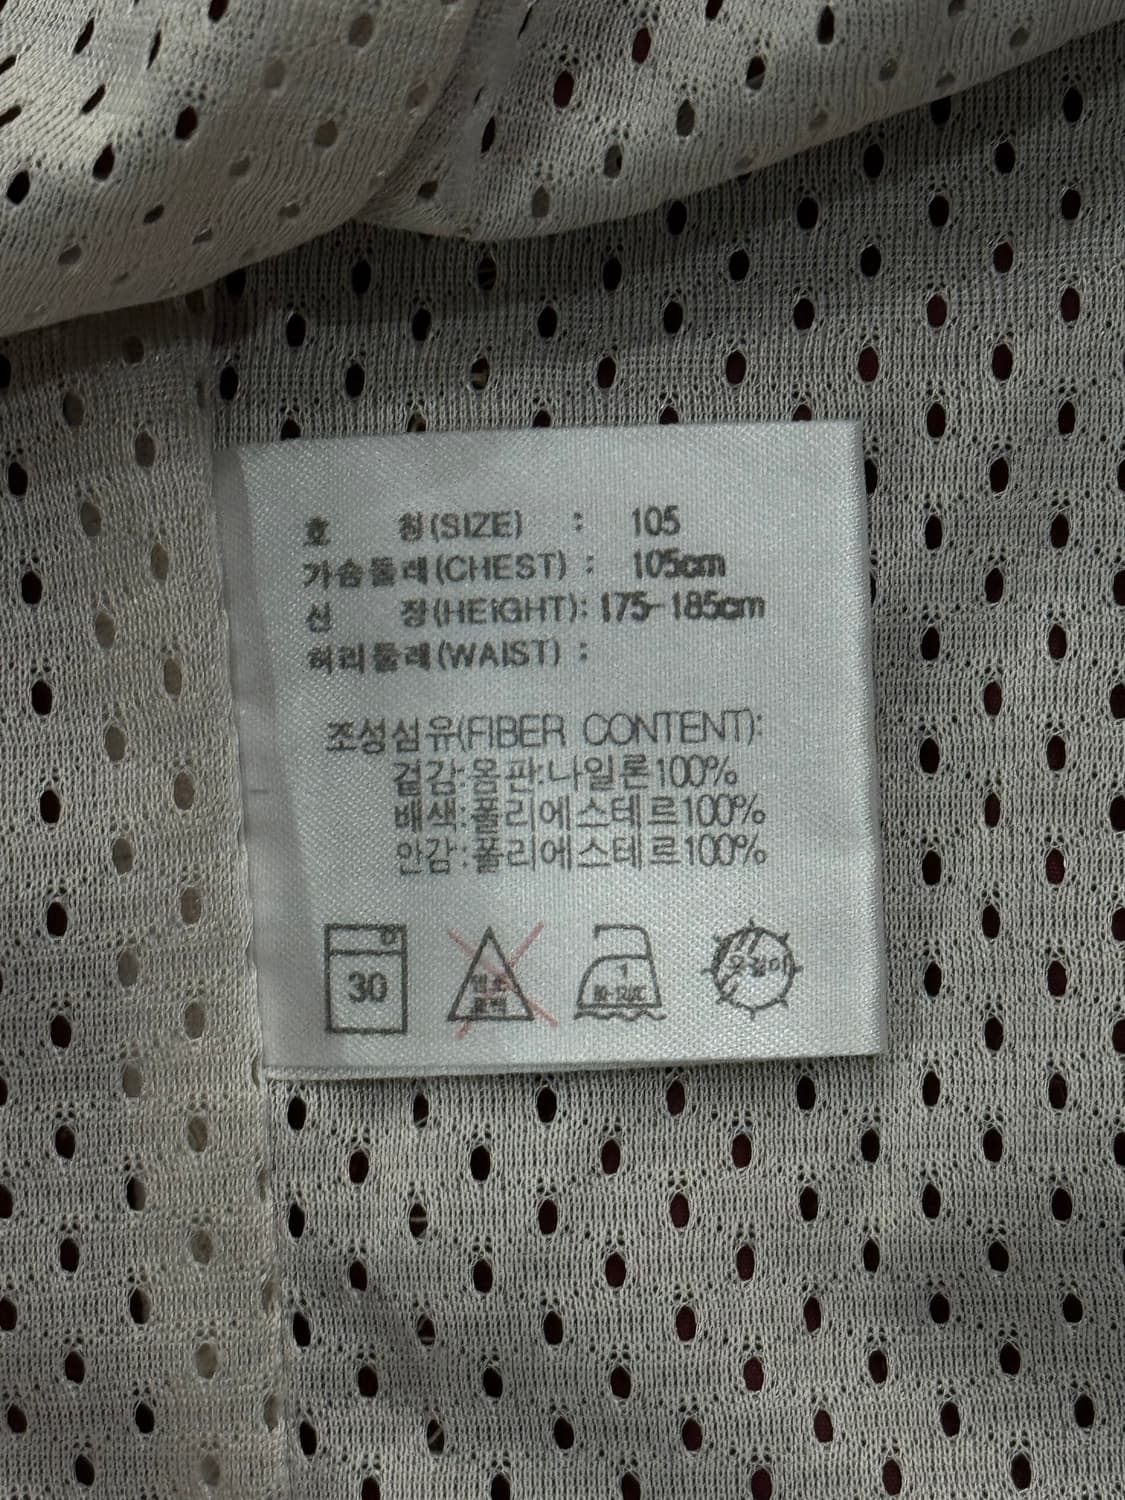 호 칭(SIZE) : 105
가슴둘레(CHEST) : 105cm
신 장(HEIGHT): 175-185cm
허리둘레(WAIST) :
조성섬유(FIBER CONTENT):
겉감:몸판:나일론100%
배색:폴리에스테르100%
안감:폴리에스테르100%
30
1